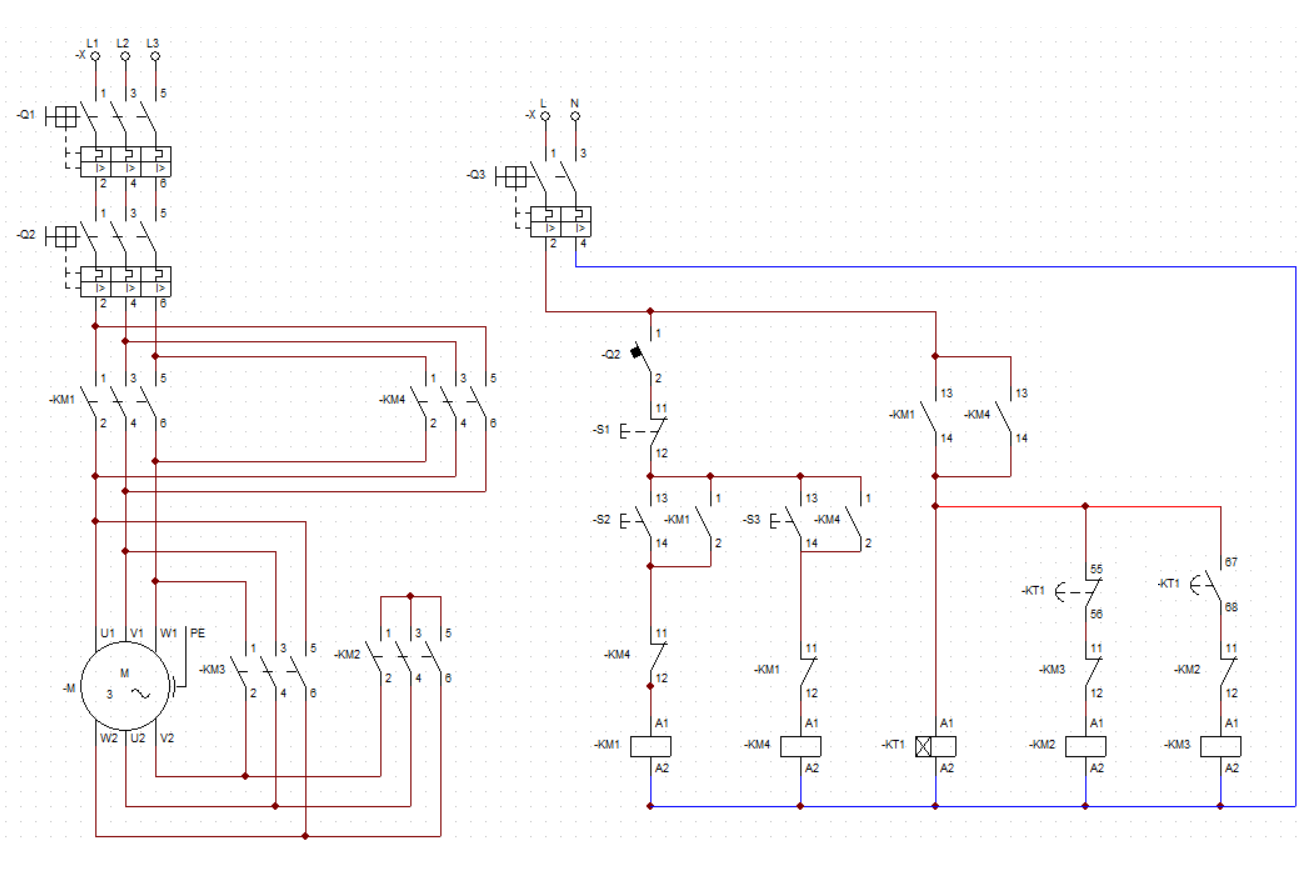 L1 L2 L3
-X
1 3 5
-Q1
I> I> I>
2 4 6
1 3 5
-Q2
I> I> I>
2 4 6
1 3 5
-KM1
2 4 6
1 3 5
-KM4
2 4 6
U1 V1 W1 PE
M
3
-M
W2 U2 V2
1 3 5
-KM3
2 4 6
1 3 5
-KM2
2 4 6
L N
-X
1 3
-Q3
I> I>
2 4
1
-Q2
2
11
-S1
12
13 1 13 1
-S2 -KM1 -S3 -KM4
14 2 14 2
11
-KM4
12
11
-KM1
12
A1
-KM1
A2
A1
-KM4
A2
13 13
-KM1 -KM4
14 14
55
-KT1
56
67
-KT1
68
11
-KM3
12
11
-KM2
12
A1
-KT1
A2
A1
-KM2
A2
A1
-KM3
A2